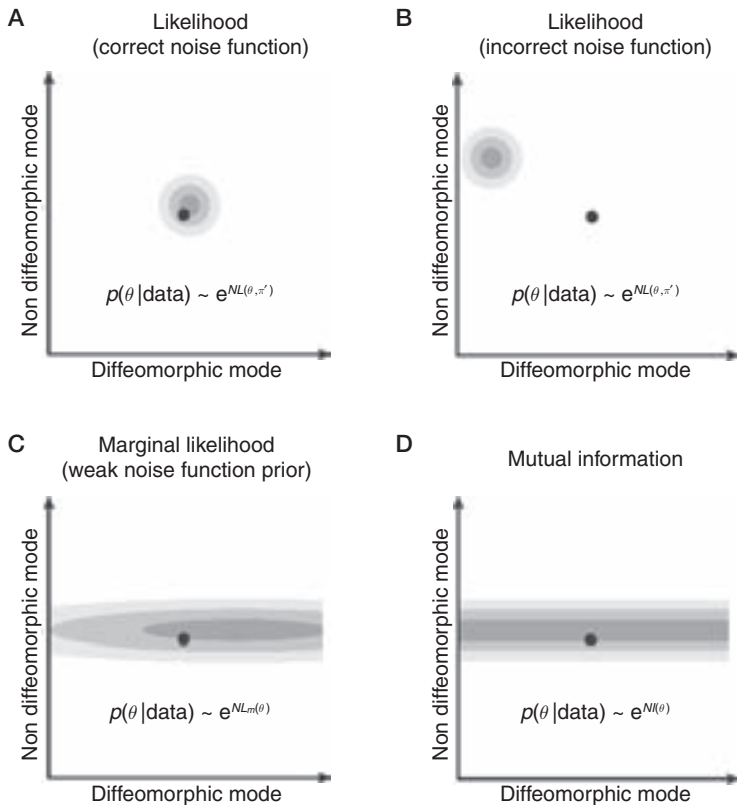 A
Likelihood
(correct noise function)
Non diffeomorphic mode
p(θ|data) ~ e^{NL(θ,π′)}
Diffeomorphic mode
B
Likelihood
(incorrect noise function)
Non diffeomorphic mode
p(θ|data) ~ e^{NL(θ,π′)}
Diffeomorphic mode
C
Marginal likelihood
(weak noise function prior)
Non diffeomorphic mode
p(θ|data) ~ e^{NL_m(θ)}
Diffeomorphic mode
D
Mutual information
Non diffeomorphic mode
p(θ|data) ~ e^{NI(θ)}
Diffeomorphic mode